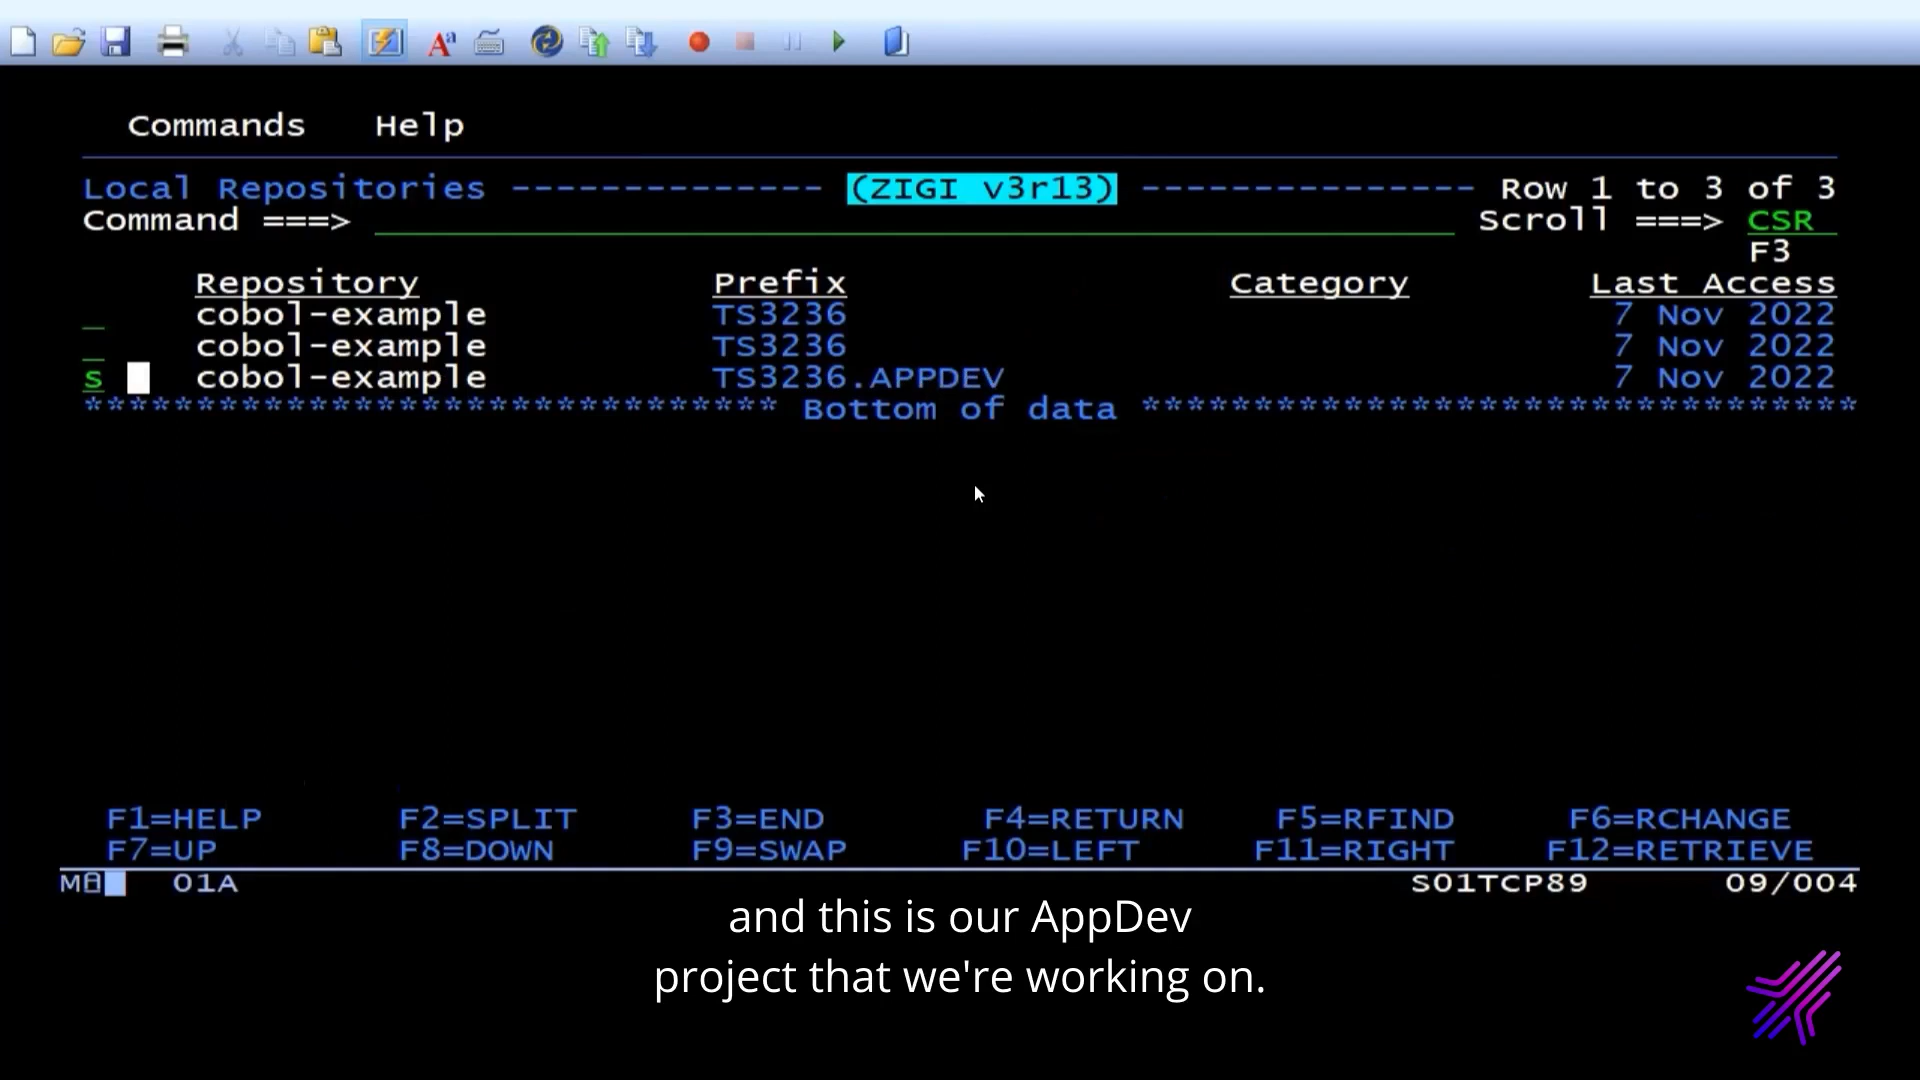 Commands Help
Local Repositories -------------- (ZIGI v3r13) --------------- Row 1 to 3 of 3
Command ===> Scroll ===> CSR
F3
Repository Prefix Category Last Access
_ cobol-example TS3236 7 Nov 2022
_ cobol-example TS3236 7 Nov 2022
s cobol-example TS3236.APPDEV 7 Nov 2022
******************************* Bottom of data ********************************
F1=HELP F2=SPLIT F3=END F4=RETURN F5=RFIND F6=RCHANGE
F7=UP F8=DOWN F9=SWAP F10=LEFT F11=RIGHT F12=RETRIEVE
01A S01TCP89 09/004
and this is our AppDev
project that we're working on.